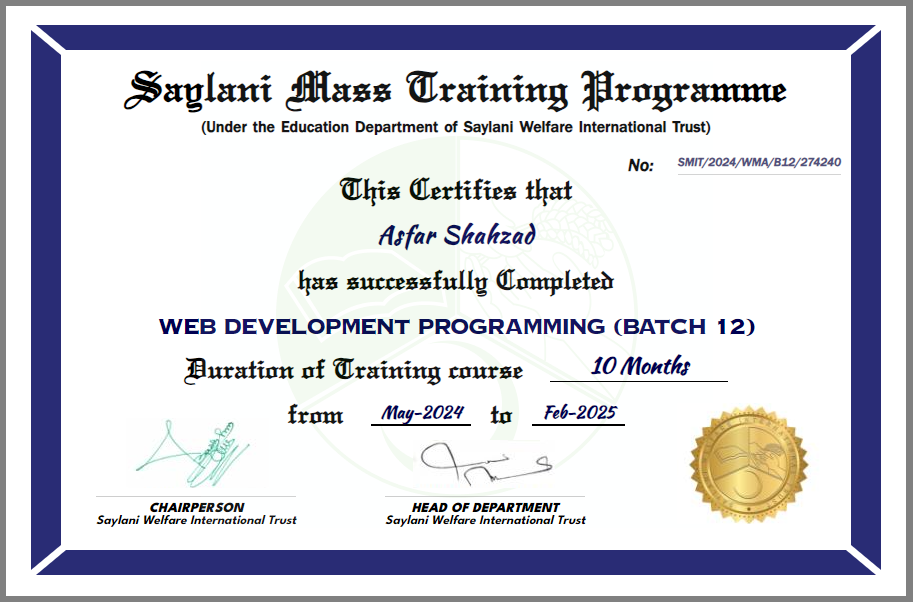 Saylani Mass Training Programme
(Under the Education Department of Saylani Welfare International Trust)
No: SMIT/2024/WMA/B12/274240
This Certifies that
Asfar Shahzad
has successfully Completed
WEB DEVELOPMENT PROGRAMMING (BATCH 12)
Duration of Training course 10 Months
from May-2024 to Feb-2025
CHAIRPERSON
Saylani Welfare International Trust
HEAD OF DEPARTMENT
Saylani Welfare International Trust